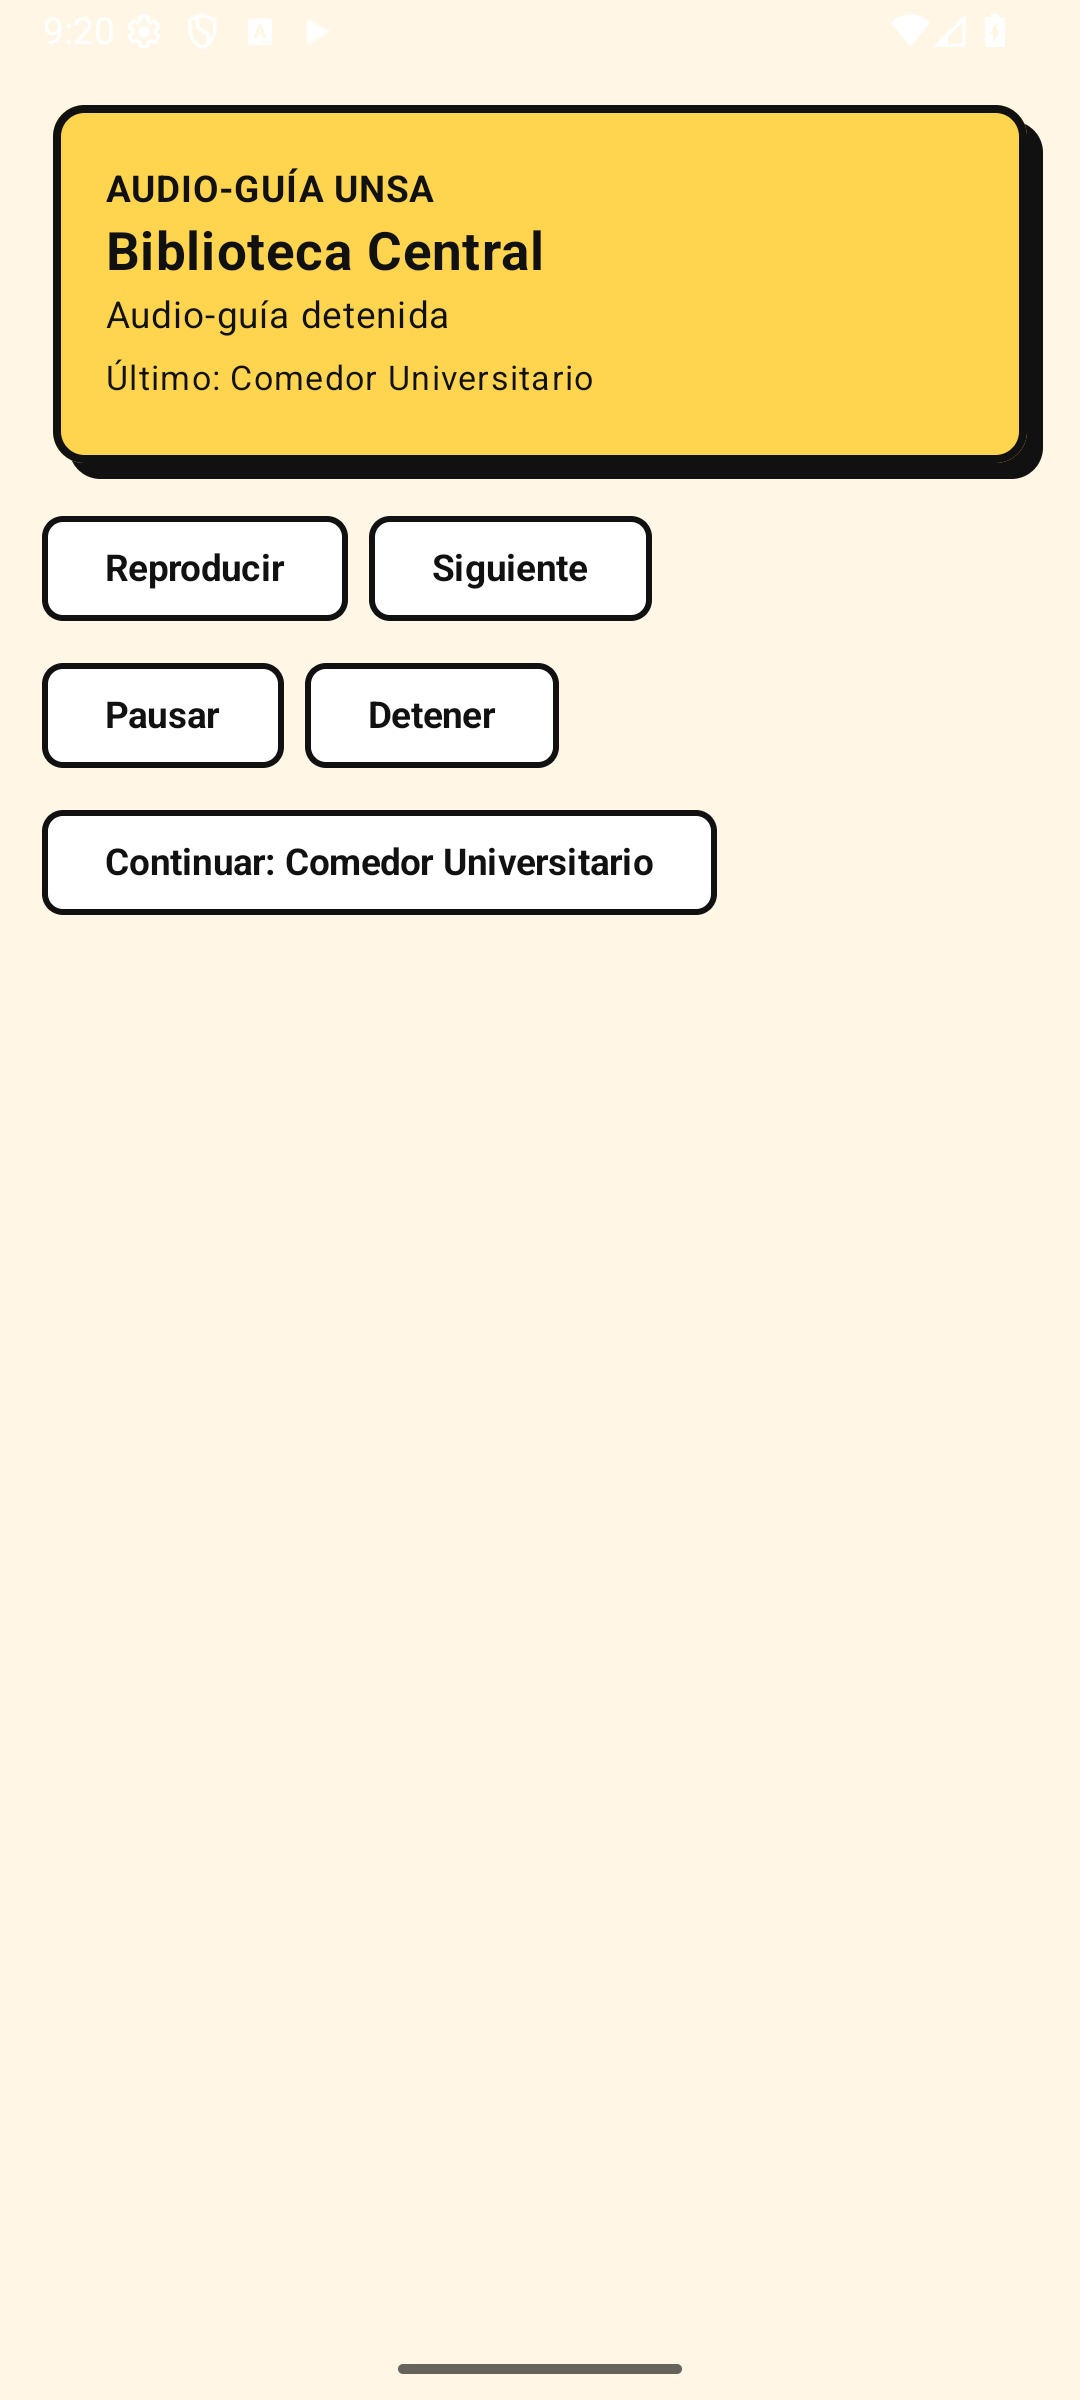 9:20
AUDIO-GUÍA UNSA
Biblioteca Central
Audio-guía detenida
Último: Comedor Universitario
Reproducir
Siguiente
Pausar
Detener
Continuar: Comedor Universitario